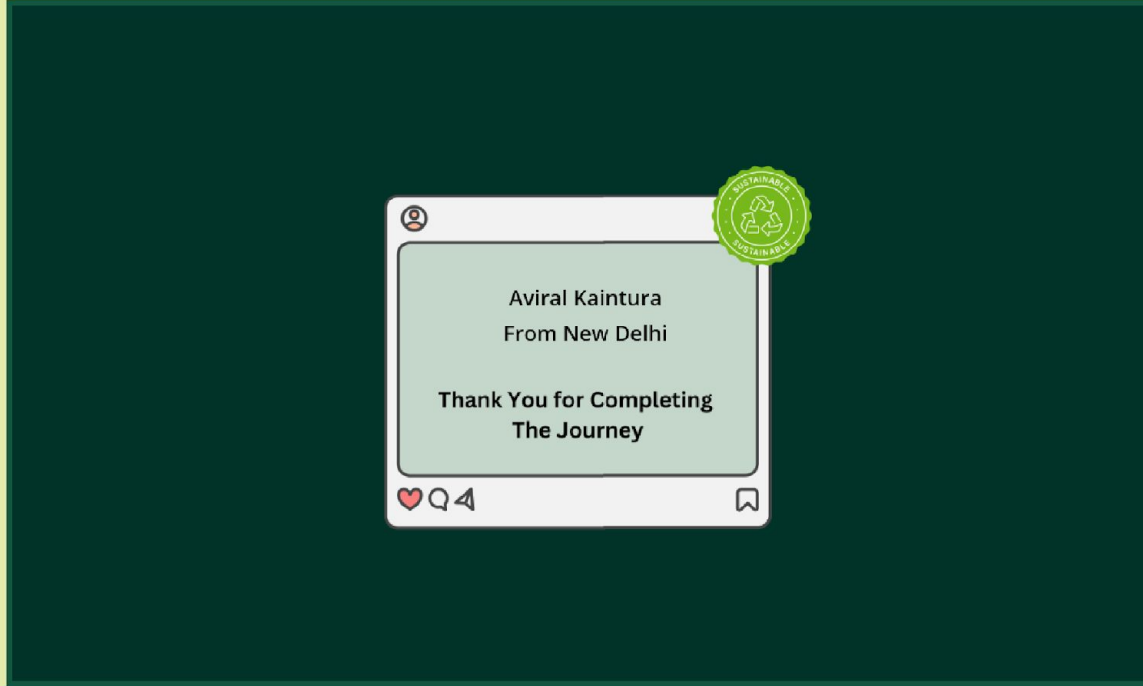 SUSTAINABLE
SUSTAINABLE
Aviral Kaintura
From New Delhi
Thank You for Completing
The Journey